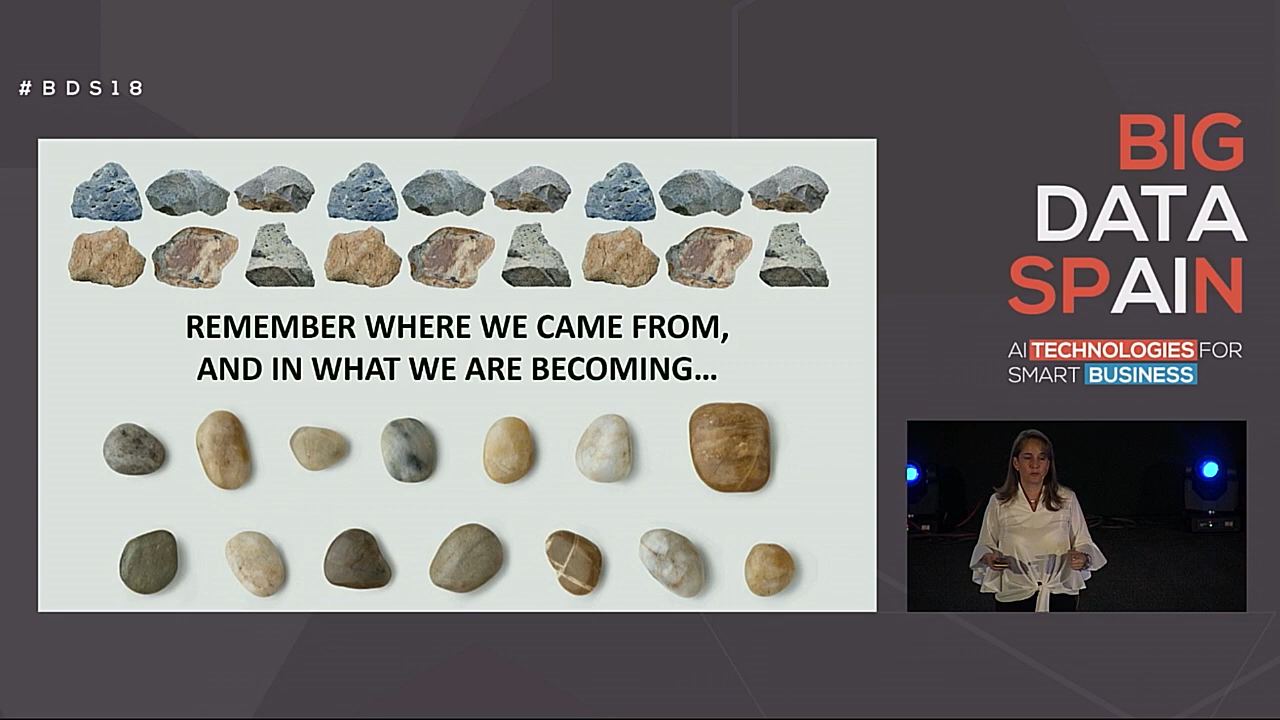 #BDS18
REMEMBER WHERE WE CAME FROM,
AND IN WHAT WE ARE BECOMING...
BIG
DATA
SPAIN
AI TECHNOLOGIES FOR
SMART BUSINESS